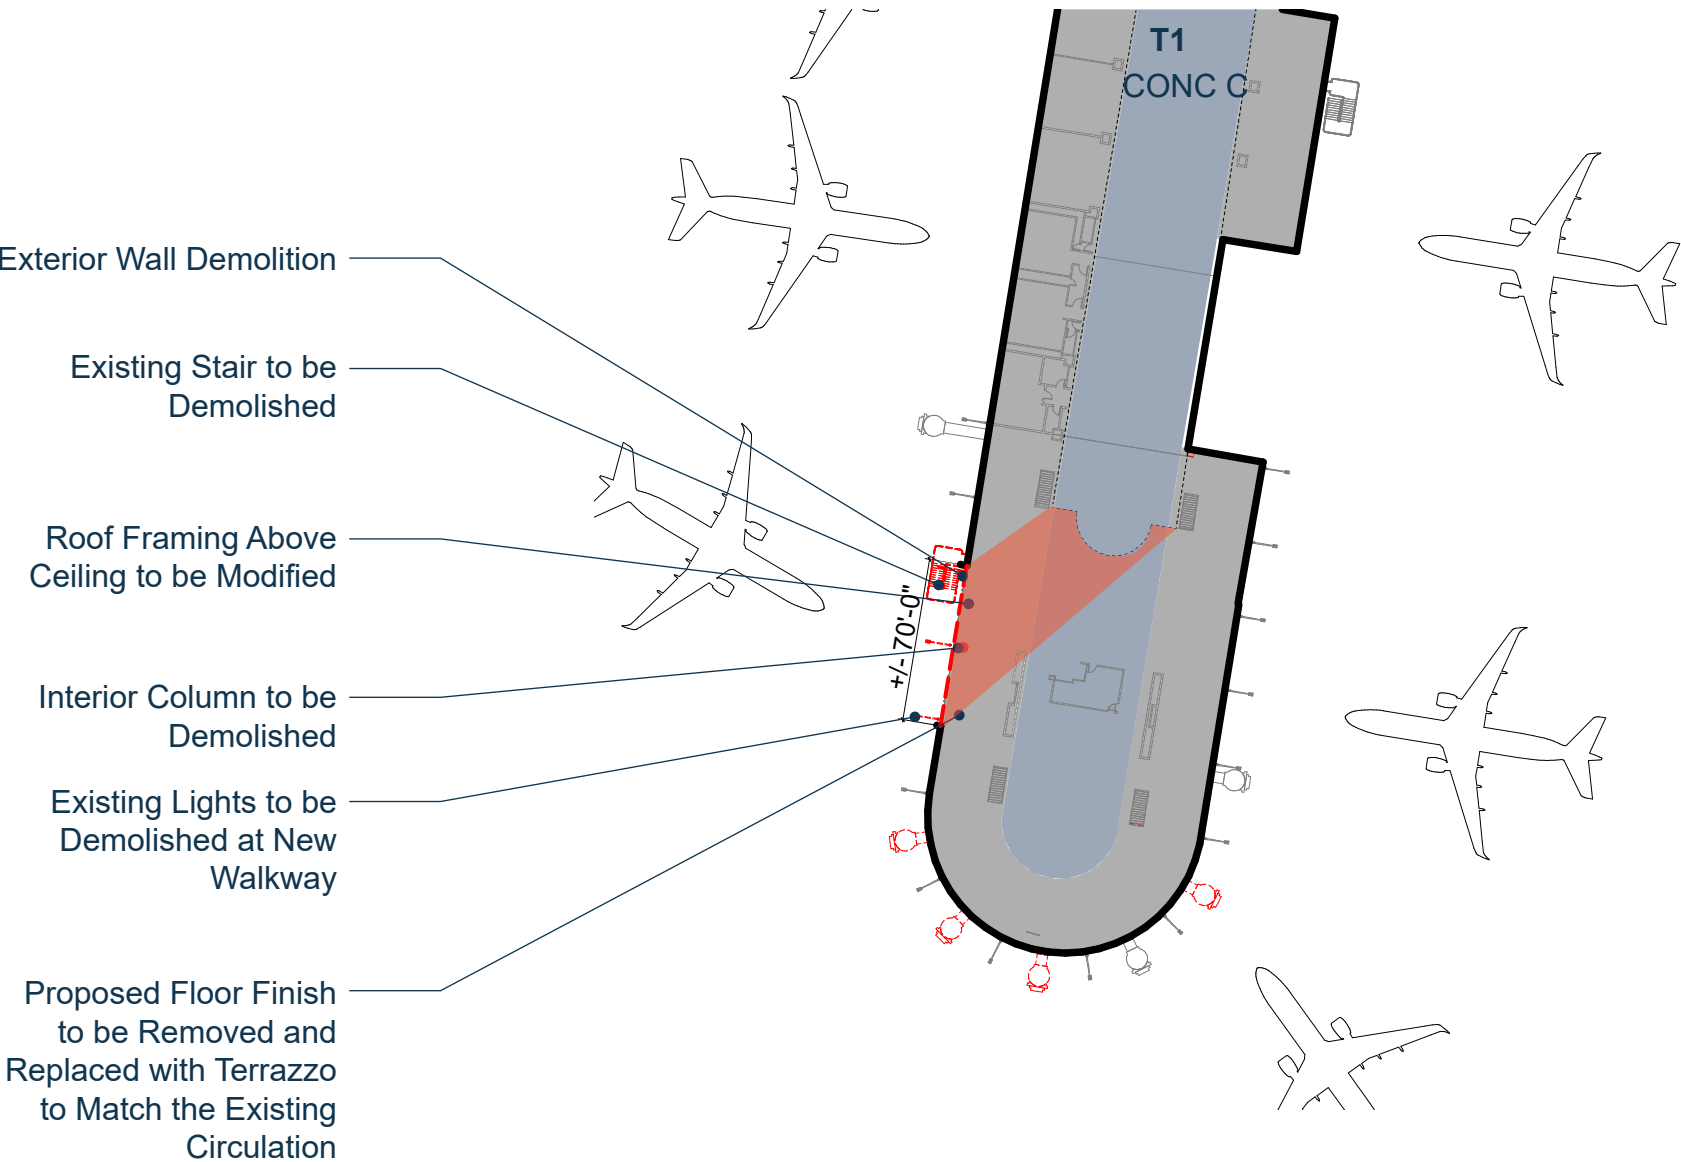 T1
CONC C
Exterior Wall Demolition
Existing Stair to be
Demolished
Roof Framing Above
Ceiling to be Modified
+/- 70'-0"
Interior Column to be
Demolished
Existing Lights to be
Demolished at New
Walkway
Proposed Floor Finish
to be Removed and
Replaced with Terrazzo
to Match the Existing
Circulation